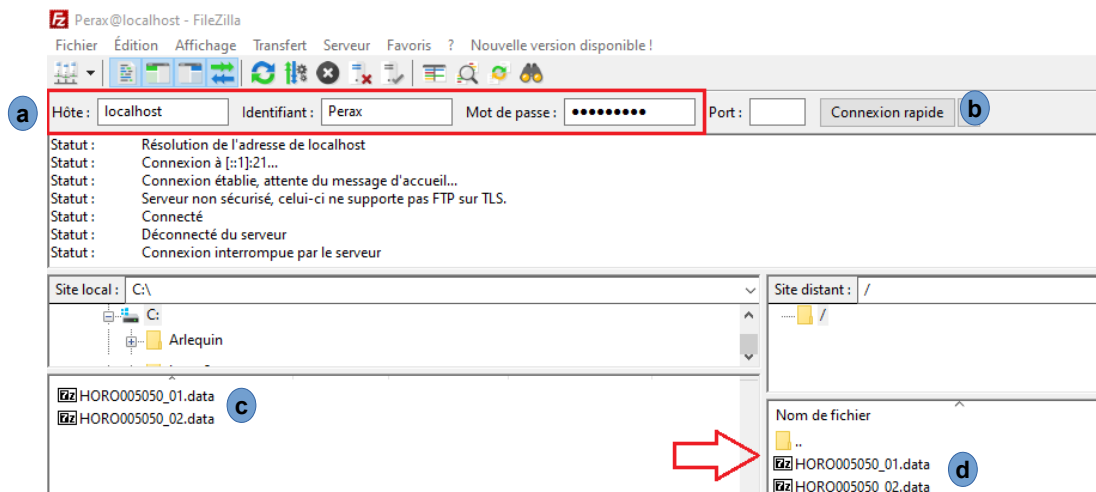 Perax@localhost - FileZilla
Fichier Édition Affichage Transfert Serveur Favoris ? Nouvelle version disponible !
a Hôte : localhost Identifiant : Perax Mot de passe : ●●●●●●●●● Port : Connexion rapide b
Statut : Résolution de l'adresse de localhost
Statut : Connexion à [::1]:21...
Statut : Connexion établie, attente du message d'accueil...
Statut : Serveur non sécurisé, celui-ci ne supporte pas FTP sur TLS.
Statut : Connecté
Statut : Déconnecté du serveur
Statut : Connexion interrompue par le serveur
Site local : C:\
C:
Arlequin
HORO005050_01.data
HORO005050_02.data
c
Site distant : /
/
Nom de fichier
..
HORO005050_01.data
d
HORO005050_02.data